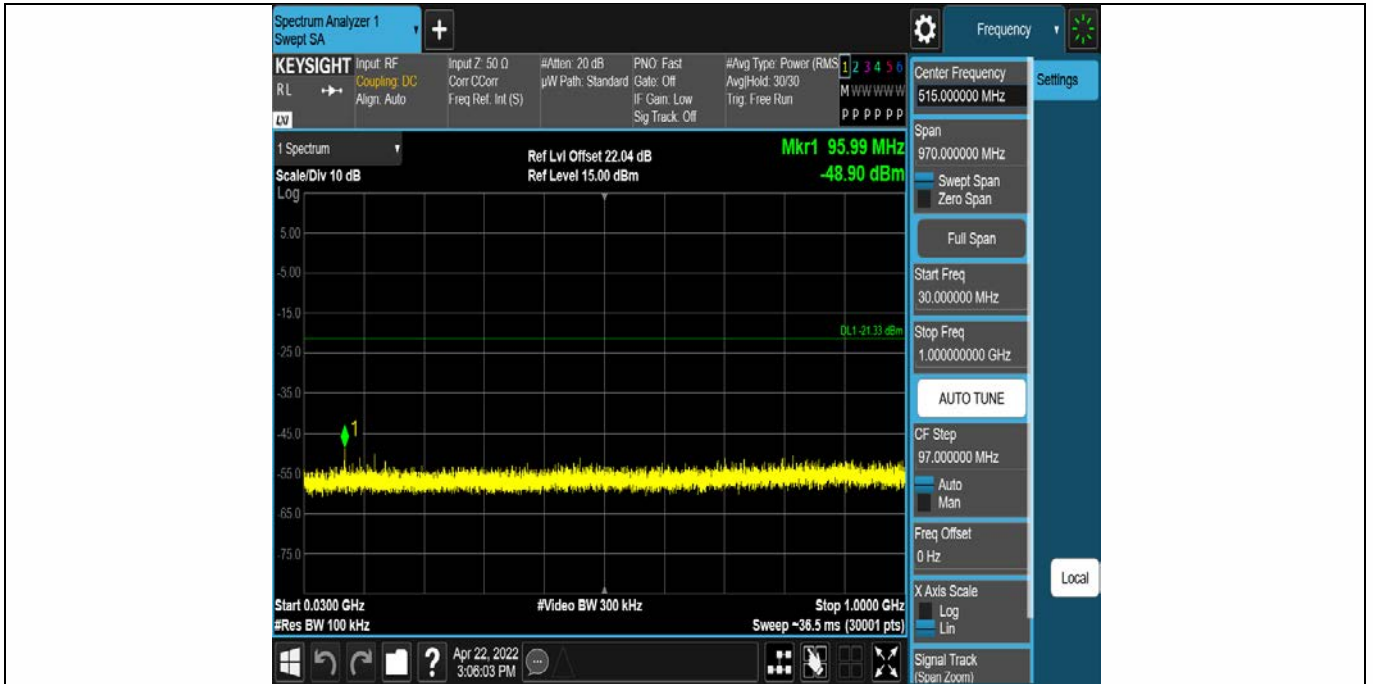 Spectrum Analyzer 1
Swept SA
Frequency
KEYSIGHT
RL
LXI
Input: RF
Coupling: DC
Align: Auto
Input Z: 50 Ω
Corr CCorr
Freq Ref: Int (S)
#Atten: 20 dB
µW Path: Standard
PNO: Fast
Gate: Off
IF Gain: Low
Sig Track: Off
#Avg Type: Power (RMS
Avg|Hold: 30/30
Trig: Free Run
1 2 3 4 5 6
M W W W W W
P P P P P P
1 Spectrum
Scale/Div 10 dB
Ref Lvl Offset 22.04 dB
Ref Level 15.00 dBm
Mkr1 95.99 MHz
-48.90 dBm
Log
5.00
-5.00
-15.0
DL1 -21.33 dBm
-25.0
-35.0
-45.0
1
-55.0
-65.0
-75.0
Start 0.0300 GHz
#Res BW 100 kHz
#Video BW 300 kHz
Stop 1.0000 GHz
Sweep ~36.5 ms (30001 pts)
Center Frequency
515.000000 MHz
Settings
Span
970.000000 MHz
Swept Span
Zero Span
Full Span
Start Freq
30.000000 MHz
Stop Freq
1.000000000 GHz
AUTO TUNE
CF Step
97.000000 MHz
Auto
Man
Freq Offset
0 Hz
X Axis Scale
Log
Lin
Local
Signal Track
(Span Zoom)
?
Apr 22, 2022
3:06:03 PM